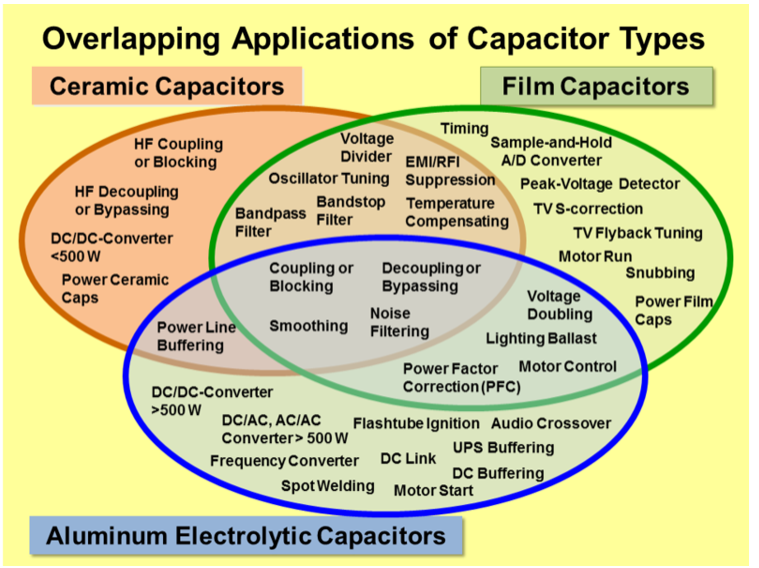 Overlapping Applications of Capacitor Types
Ceramic Capacitors
Film Capacitors
HF Coupling
or Blocking
HF Decoupling
or Bypassing
DC/DC-Converter
<500 W
Power Ceramic
Caps
Voltage
Divider
EMI/RFI
Suppression
Oscillator Tuning
Bandpass
Filter
Bandstop
Filter
Temperature
Compensating
Timing
Sample-and-Hold
A/D Converter
Peak-Voltage Detector
TV S-correction
TV Flyback Tuning
Motor Run
Snubbing
Power Film
Caps
Coupling or
Blocking
Decoupling or
Bypassing
Smoothing
Noise
Filtering
Power Line
Buffering
Voltage
Doubling
Lighting Ballast
Power Factor
Correction (PFC)
Motor Control
DC/DC-Converter
>500 W
DC/AC, AC/AC
Converter> 500 W
Flashtube Ignition
Audio Crossover
Frequency Converter
DC Link
UPS Buffering
DC Buffering
Spot Welding
Motor Start
Aluminum Electrolytic Capacitors